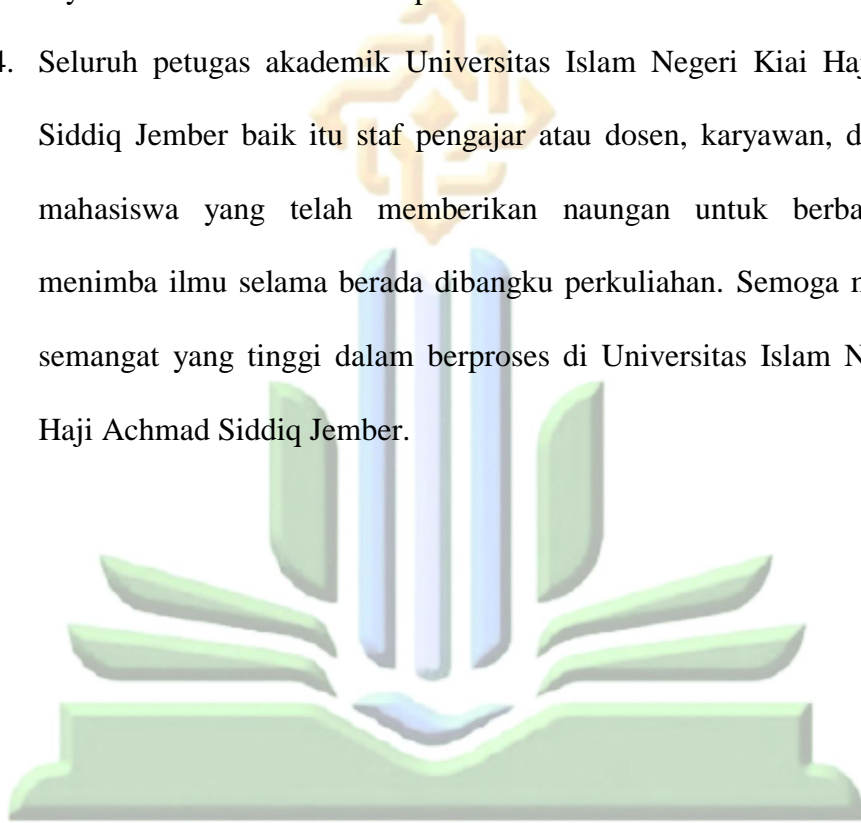 4. Seluruh petugas akademik Universitas Islam Negeri Kiai
Siddiq Jember baik itu staf pengajar atau dosen, karyawan,
mahasiswa yang telah memberikan naungan untuk
menimba ilmu selama berada dibangku perkuliahan. Semoga
semangat yang tinggi dalam berproses di Universitas Islam
Haji Achmad Siddiq Jember.